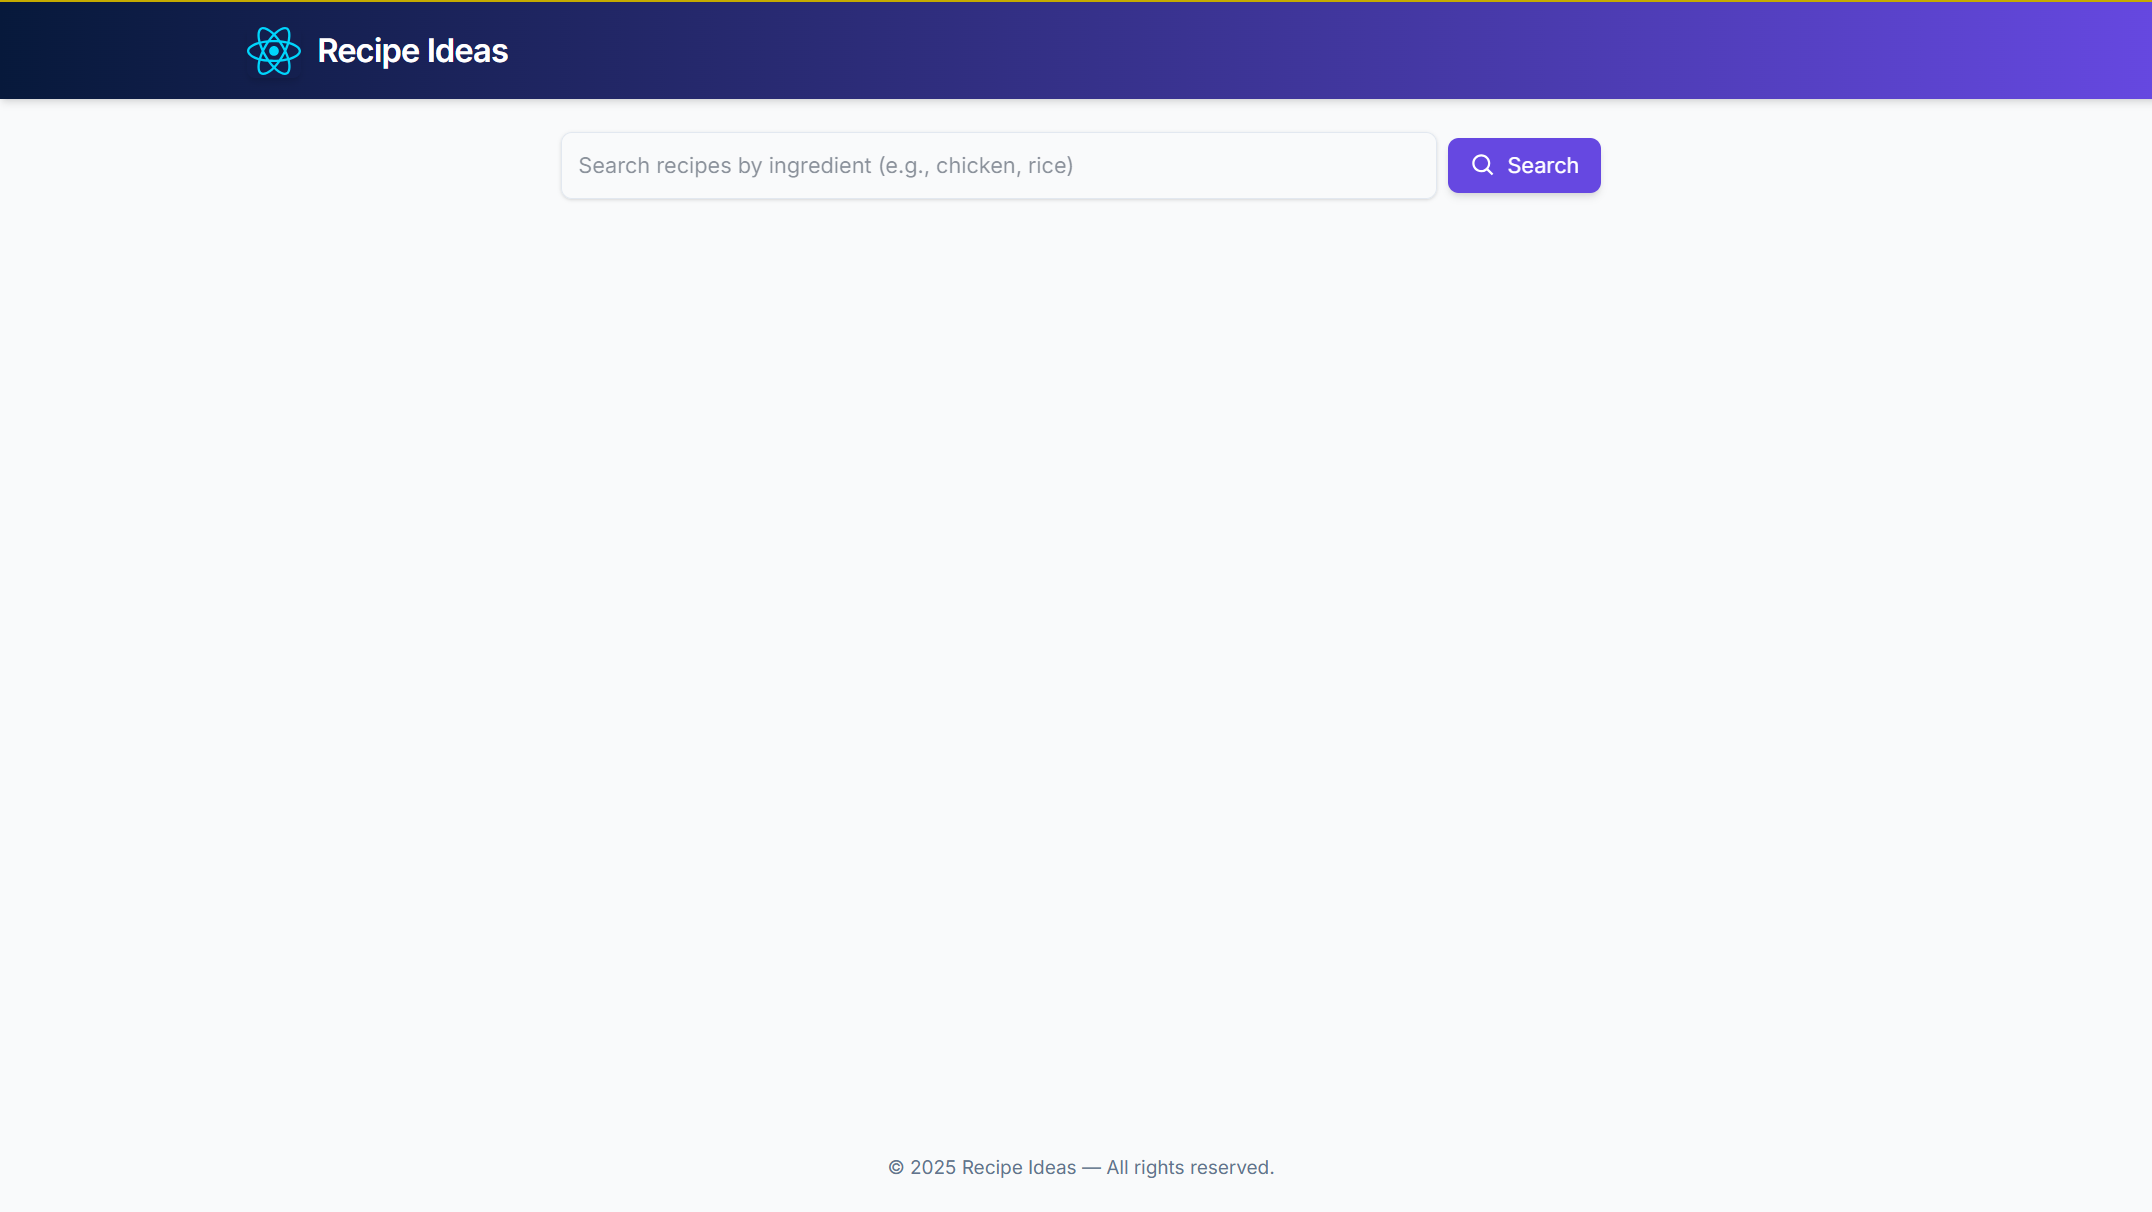 Recipe Ideas
Search recipes by ingredient (e.g., chicken, rice)
Search
© 2025 Recipe Ideas — All rights reserved.